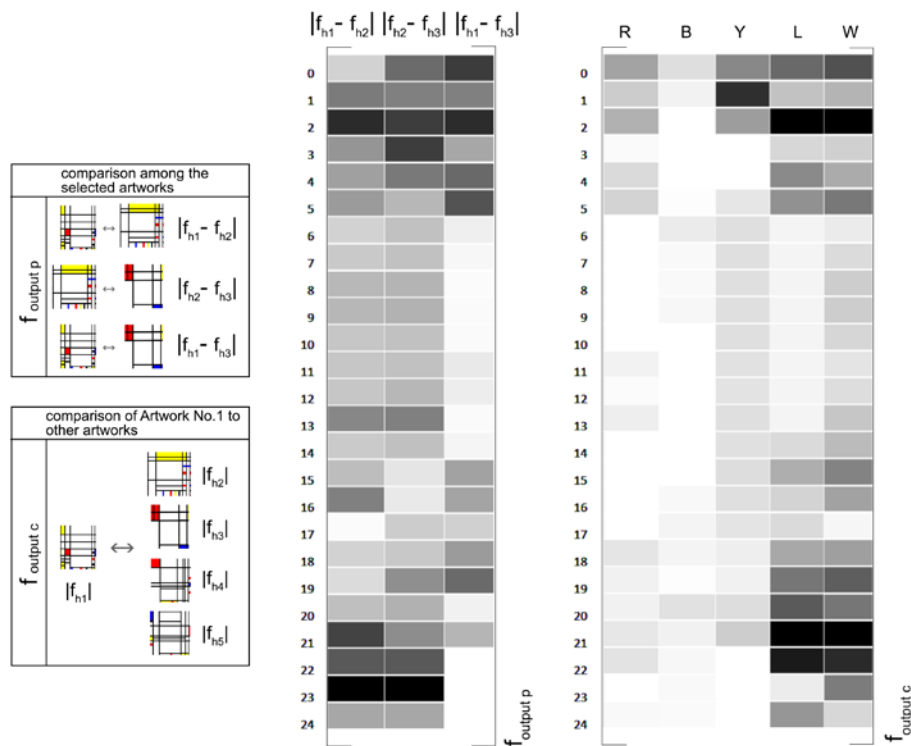 comparison among the
selected artworks
f output p
|fh1- fh2|
|fh2- fh3|
|fh1- fh3|
comparison of Artwork No.1 to
other artworks
f output c
|fh1|
|fh2|
|fh3|
|fh4|
|fh5|
|fh1- fh2| |fh2- fh3| |fh1- fh3|
0
1
2
3
4
5
6
7
8
9
10
11
12
13
14
15
16
17
18
19
20
21
22
23
24
f output p
R B Y L W
0
1
2
3
4
5
6
7
8
9
10
11
12
13
14
15
16
17
18
19
20
21
22
23
24
f output c